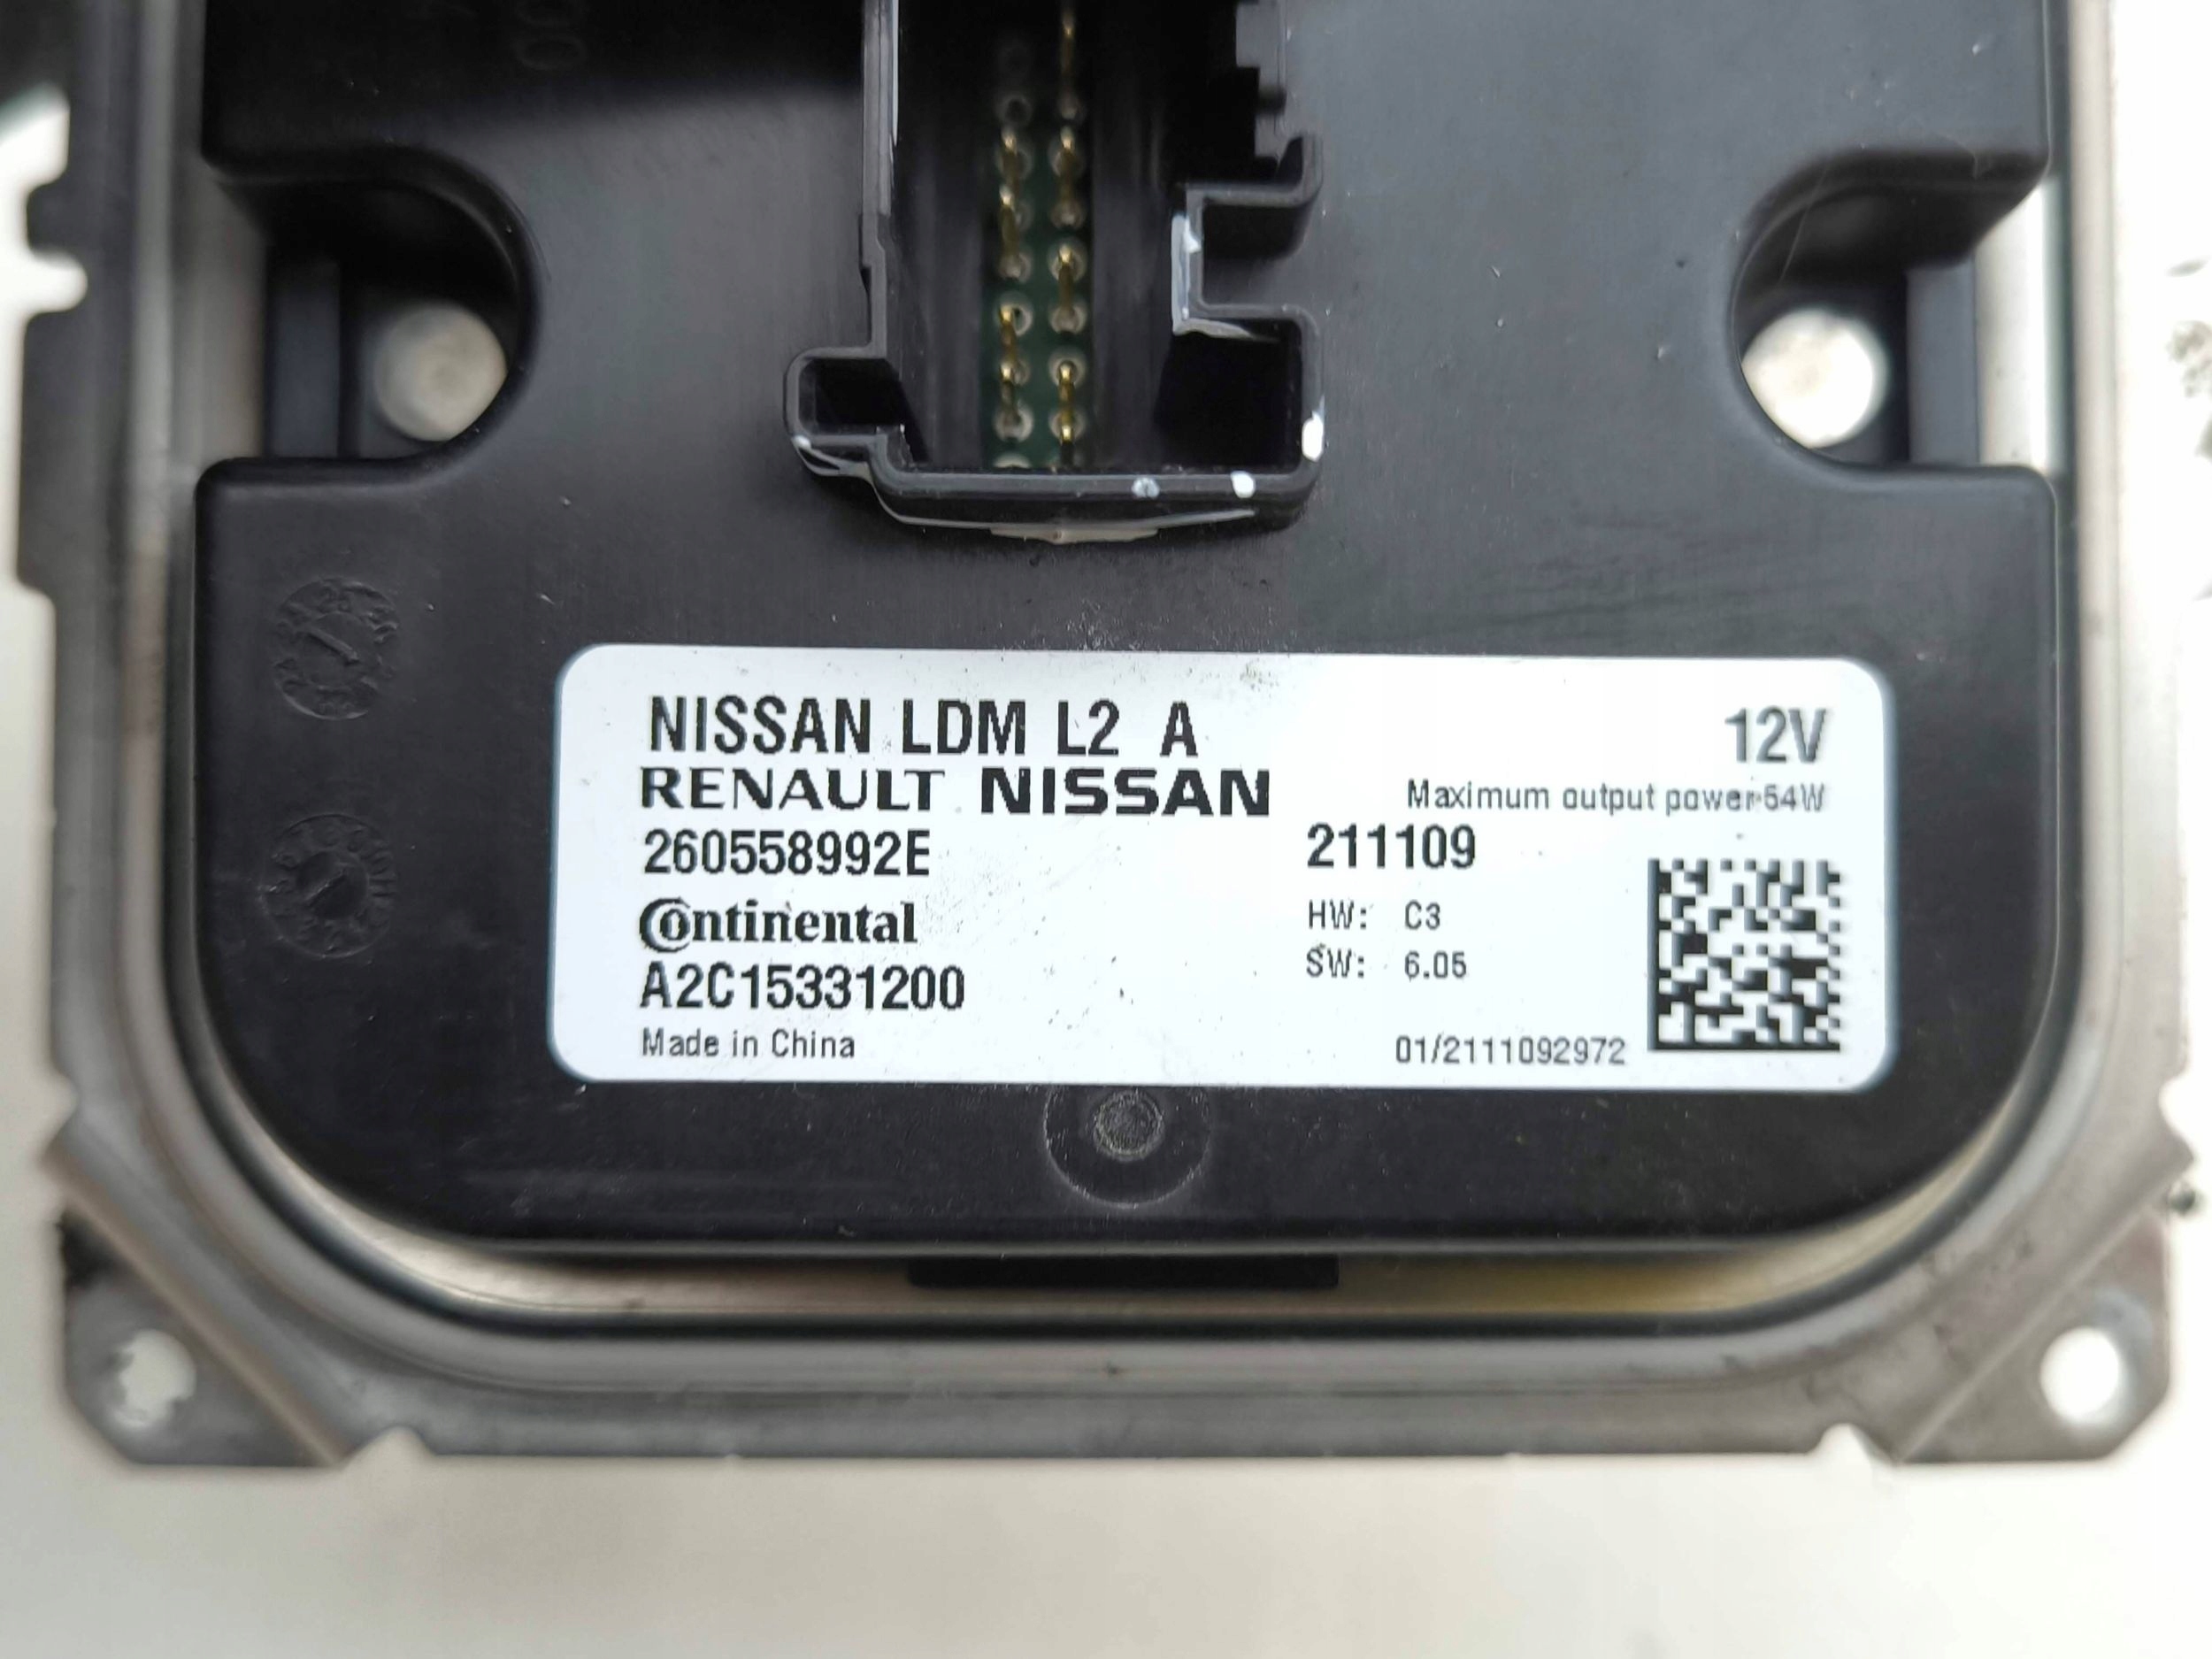 NISSAN LDM L2 A
12V
RENAULT NISSAN
Maximum output power 54W
260558992E
211109
Continental
HW: C3
A2C15331200
SW: 6.05
Made in China
01/2111092972